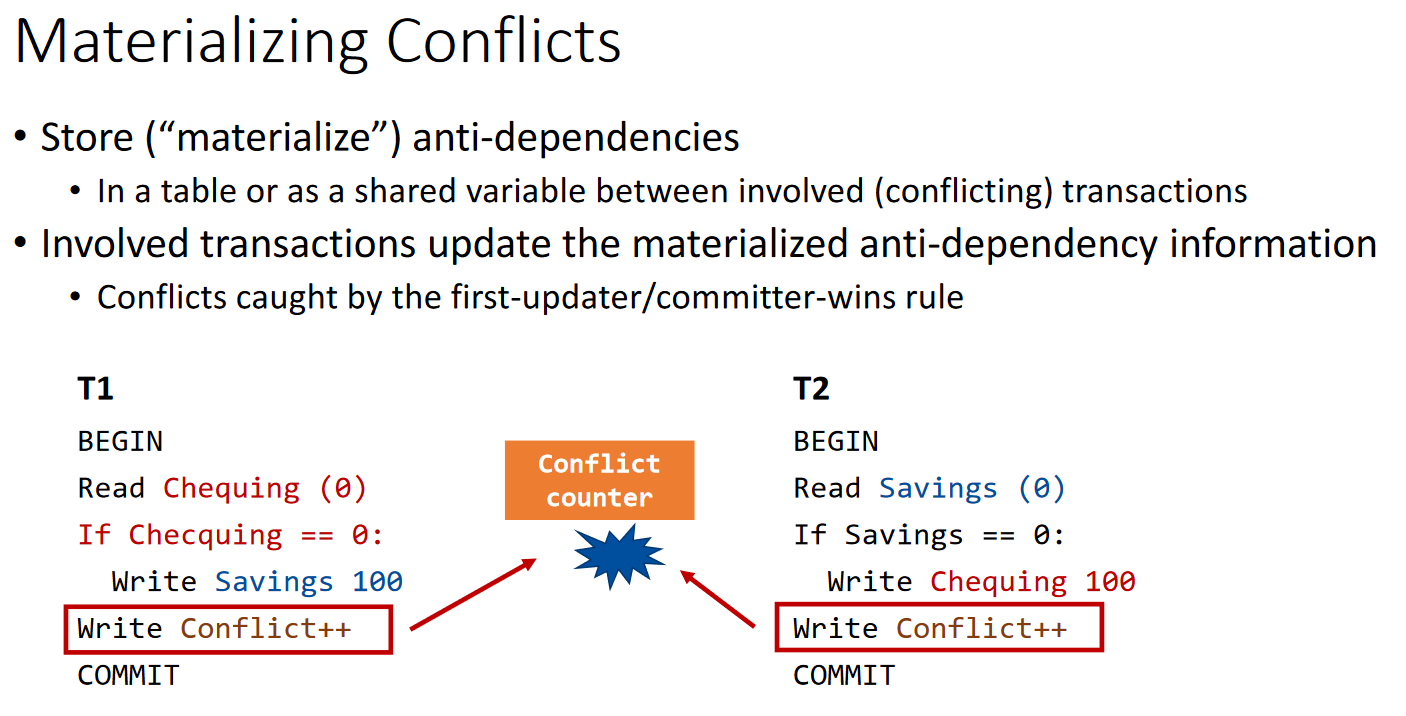 Materializing Conflicts
• Store (“materialize”) anti-dependencies
• In a table or as a shared variable between involved (conflicting) transactions
• Involved transactions update the materialized anti-dependency information
• Conflicts caught by the first-updater/committer-wins rule
T1
BEGIN
Read Chequing (0)
If Checquing == 0:
Write Savings 100
Write Conflict++
COMMIT
Conflict
counter
T2
BEGIN
Read Savings (0)
If Savings == 0:
Write Chequing 100
Write Conflict++
COMMIT